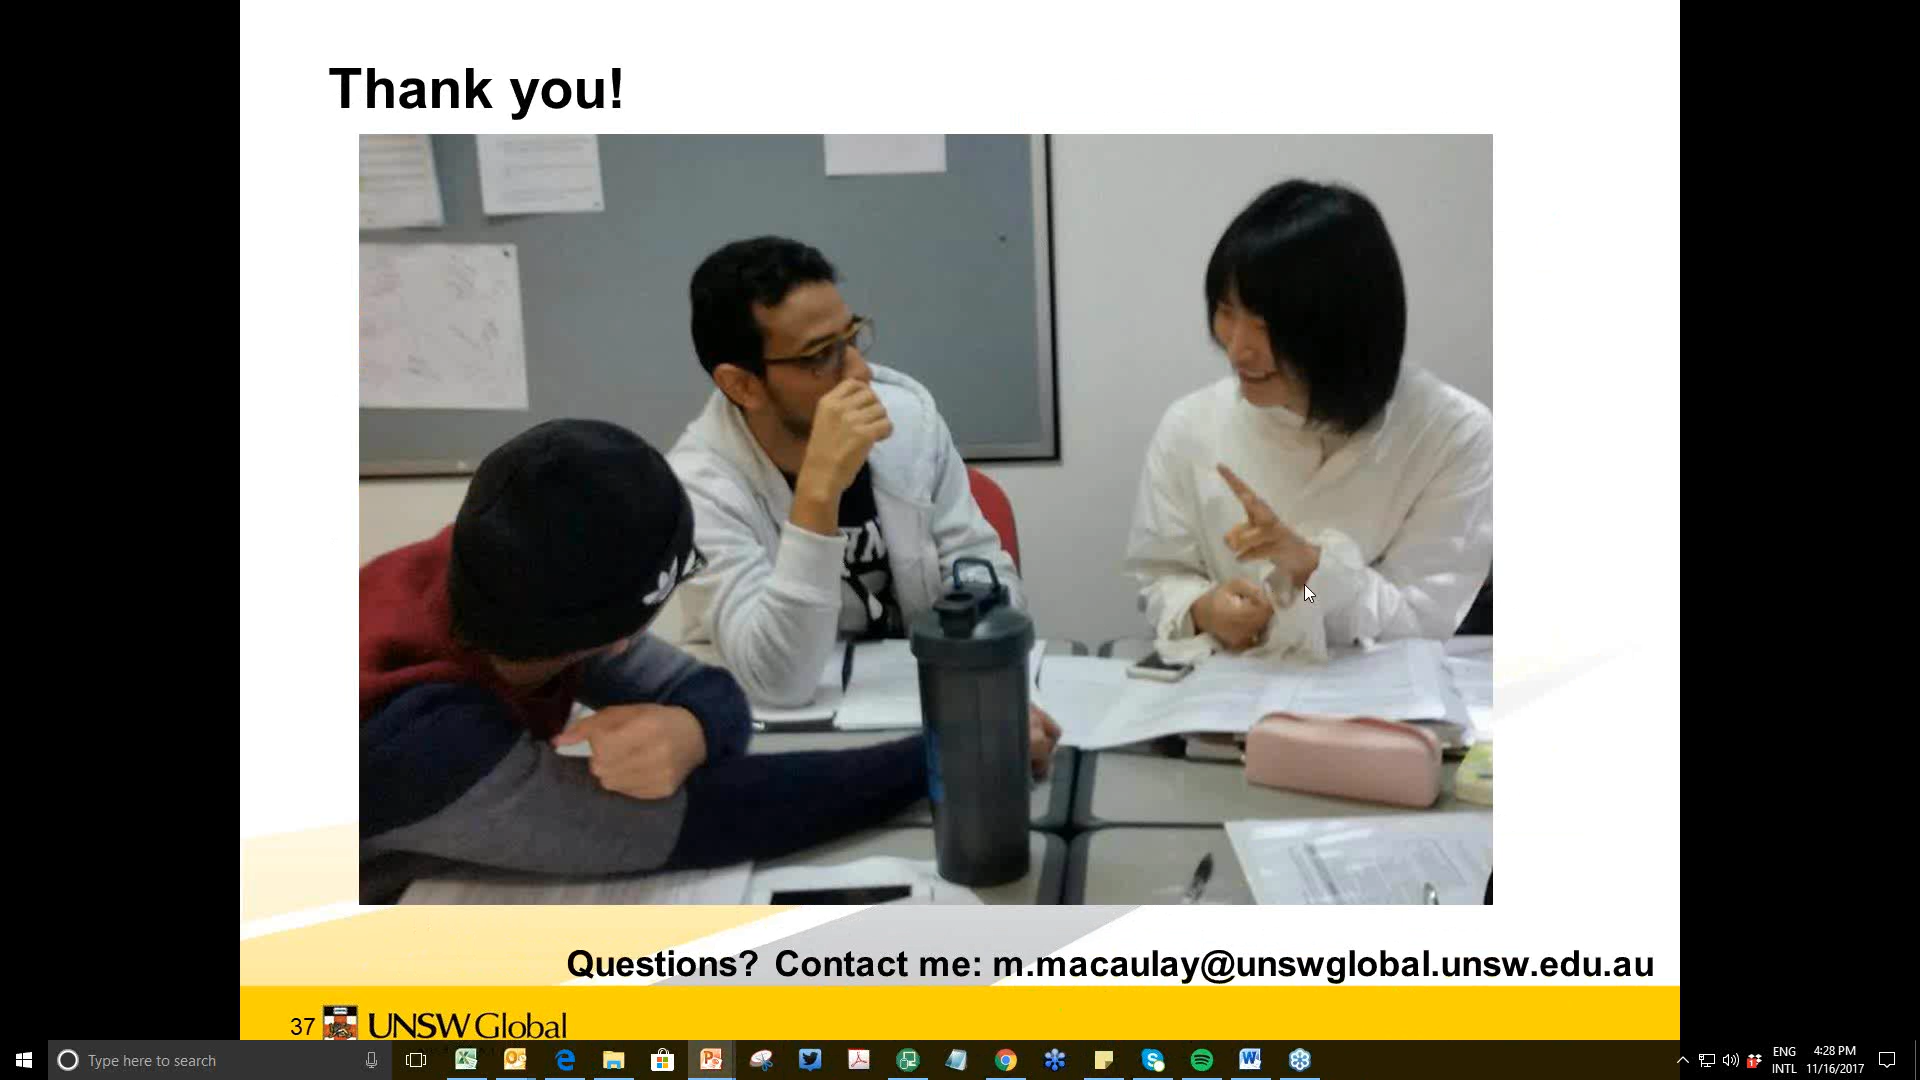 Thank you!
Questions? Contact me: m.macaulay@unswglobal.unsw.edu.au
37
UNSW Global
Type here to search
ENG
INTL
4:28 PM
11/16/2017